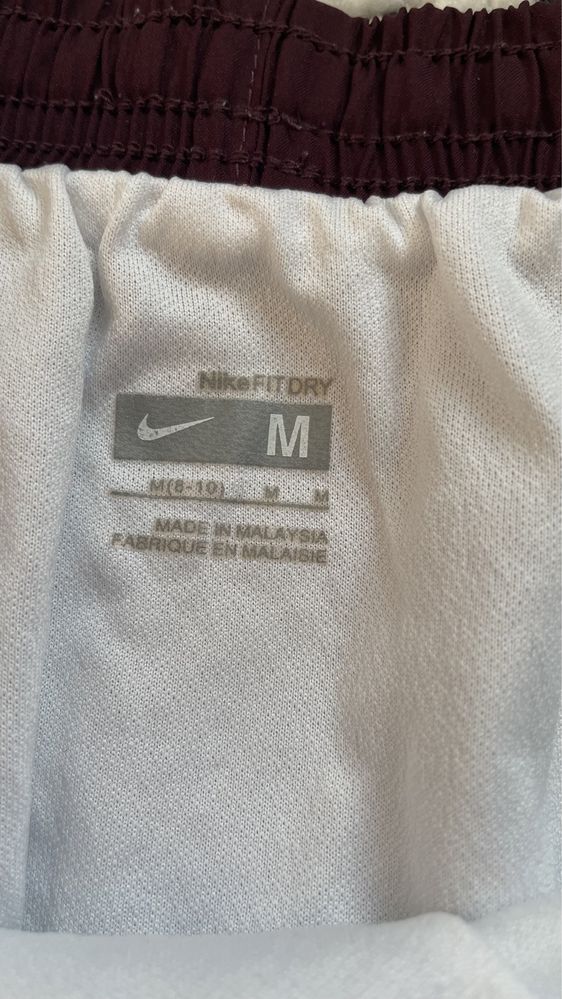 NikeFITDRY
M
M(8-10) M M
MADE IN MALAYSIA
FABRIQUE EN MALAISIE